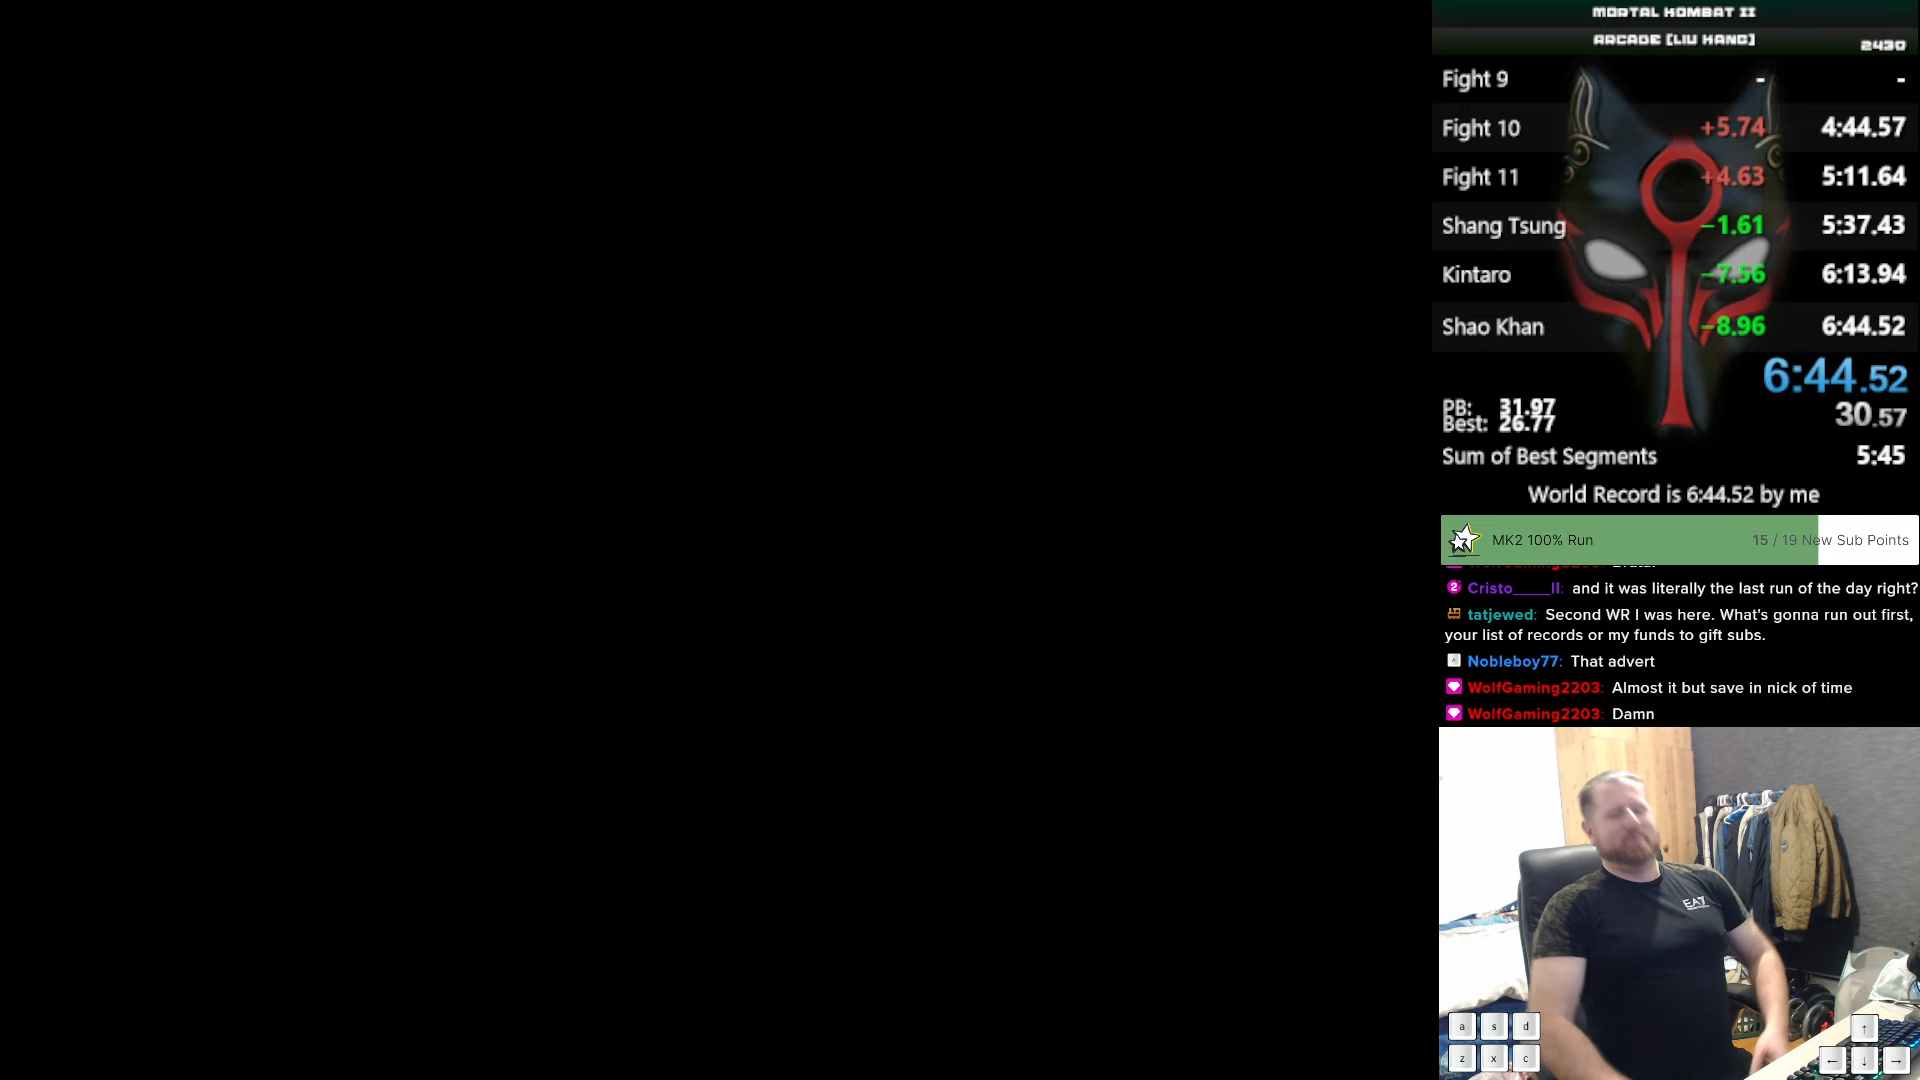 MORTAL KOMBAT II
ARCADE [LIU KANG]
2430
Fight 9 - -
Fight 10 +5.74 4:44.57
Fight 11 +4.63 5:11.64
Shang Tsung −1.61 5:37.43
Kintaro −7.56 6:13.94
Shao Khan −8.96 6:44.52
6:44.52
PB: 31.97
Best: 26.77
30.57
Sum of Best Segments 5:45
World Record is 6:44.52 by me
MK2 100% Run 15 / 19 New Sub Points
Cristo____II: and it was literally the last run of the day right?
tatjewed: Second WR I was here. What's gonna run out first,
your list of records or my funds to gift subs.
Nobleboy77: That advert
WolfGaming2203: Almost it but save in nick of time
WolfGaming2203: Damn
EA7
a s d
z x c
↑
← ↓ →